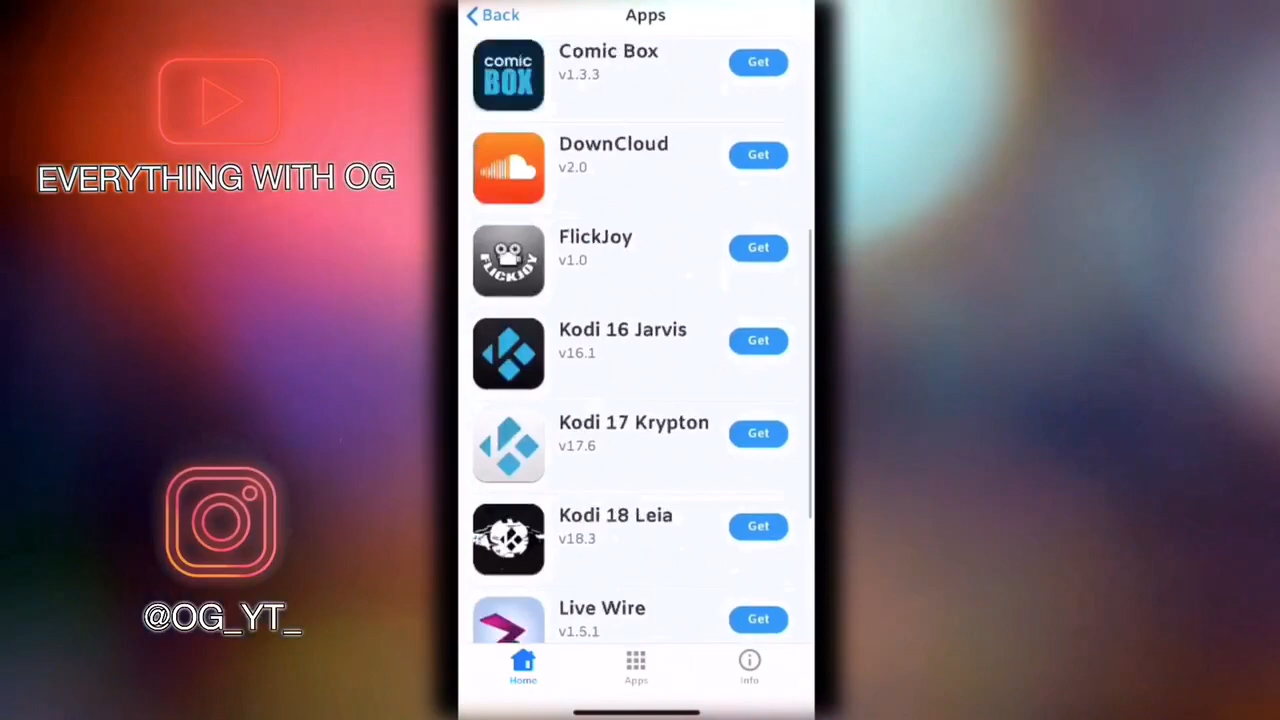 Back
Apps
comic
BOX
Comic Box
v1.3.3
Get
DownCloud
v2.0
Get
FLICKJOY
FlickJoy
v1.0
Get
Kodi 16 Jarvis
v16.1
Get
Kodi 17 Krypton
v17.6
Get
Kodi 18 Leia
v18.3
Get
Live Wire
v1.5.1
Get
Home
Apps
Info
EVERYTHING WITH OG
@OG_YT_